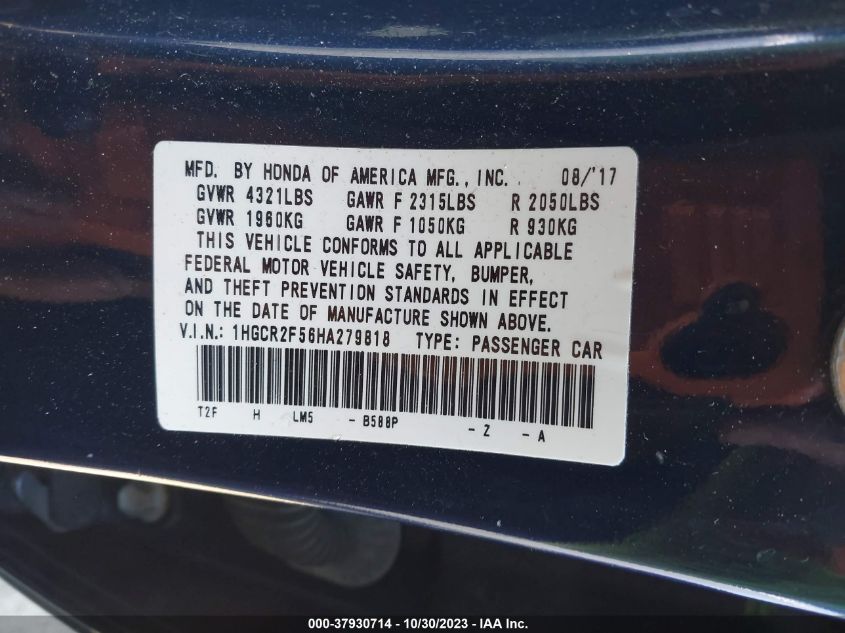 MFD. BY HONDA OF AMERICA MFG., INC. 08/'17
GVWR 4321LBS GAWR F 2315LBS R 2050LBS
GVWR 1960KG GAWR F 1050KG R 930KG
THIS VEHICLE CONFORMS TO ALL APPLICABLE
FEDERAL MOTOR VEHICLE SAFETY, BUMPER,
AND THEFT PREVENTION STANDARDS IN EFFECT
ON THE DATE OF MANUFACTURE SHOWN ABOVE.
V.I.N.: 1HGCR2F56HA279818 TYPE: PASSENGER CAR
T2F H LM5 - B588P - Z - A
000-37930714 - 10/30/2023 - IAA Inc.